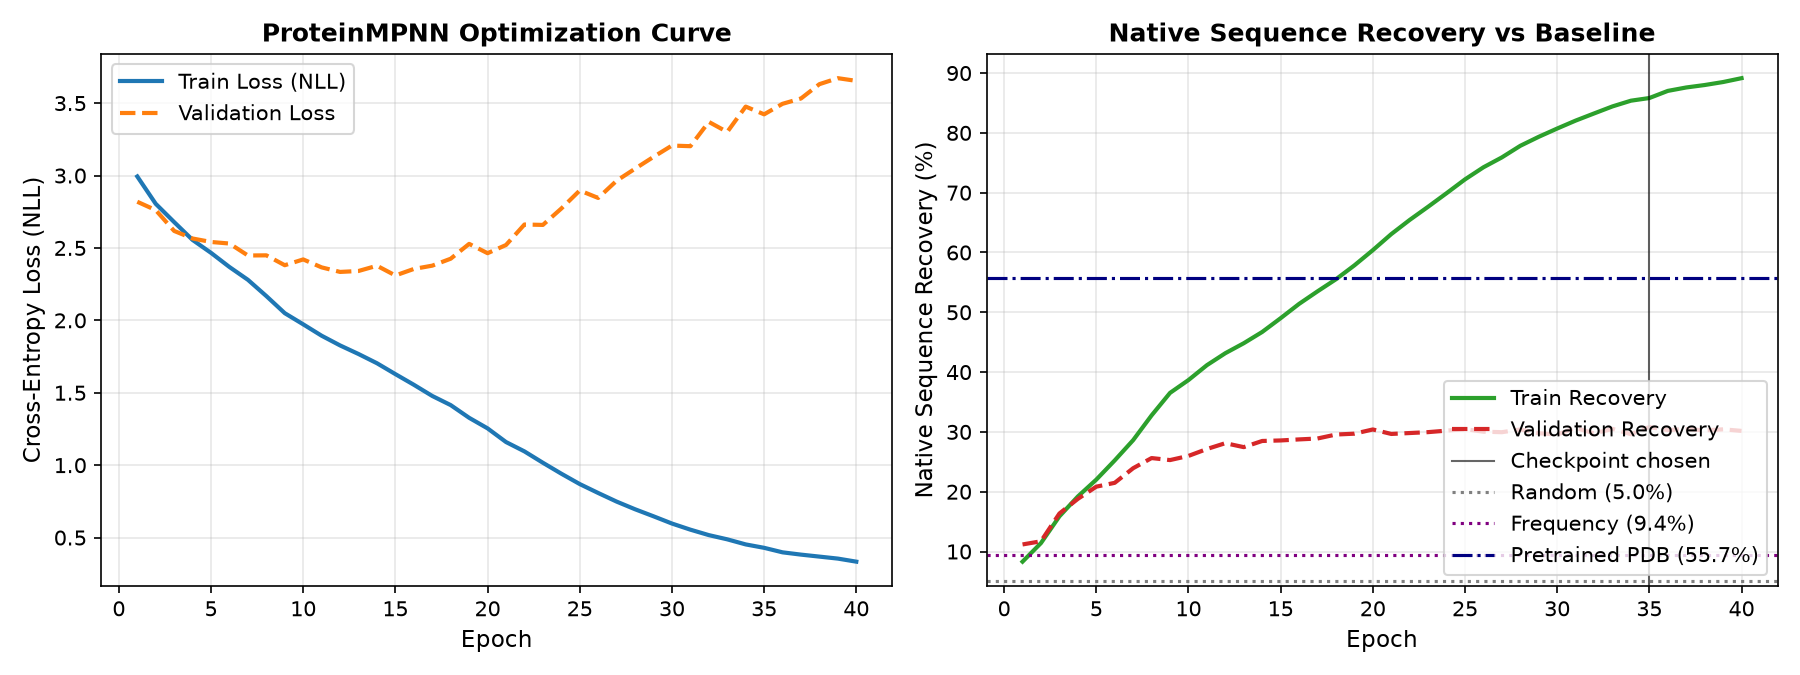 ProteinMPNN Optimization Curve
Cross-Entropy Loss (NLL)
3.5
3.0
2.5
2.0
1.5
1.0
0.5
Train Loss (NLL)
Validation Loss
0 5 10 15 20 25 30 35 40
Epoch
Native Sequence Recovery vs Baseline
Native Sequence Recovery (%)
90
80
70
60
50
40
30
20
10
Train Recovery
Validation Recovery
Checkpoint chosen
Random (5.0%)
Frequency (9.4%)
Pretrained PDB (55.7%)
0 5 10 15 20 25 30 35 40
Epoch